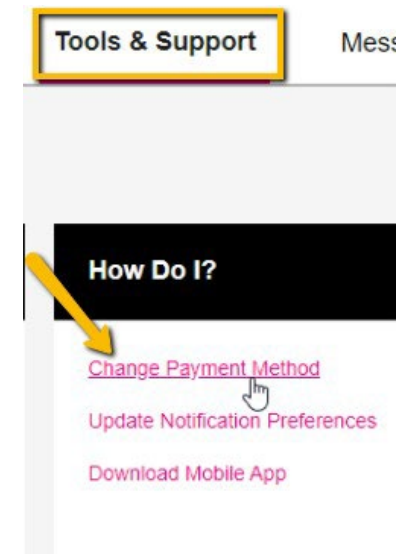 Tools & Support Mess
How Do I?
Change Payment Method
Update Notification Preferences
Download Mobile App